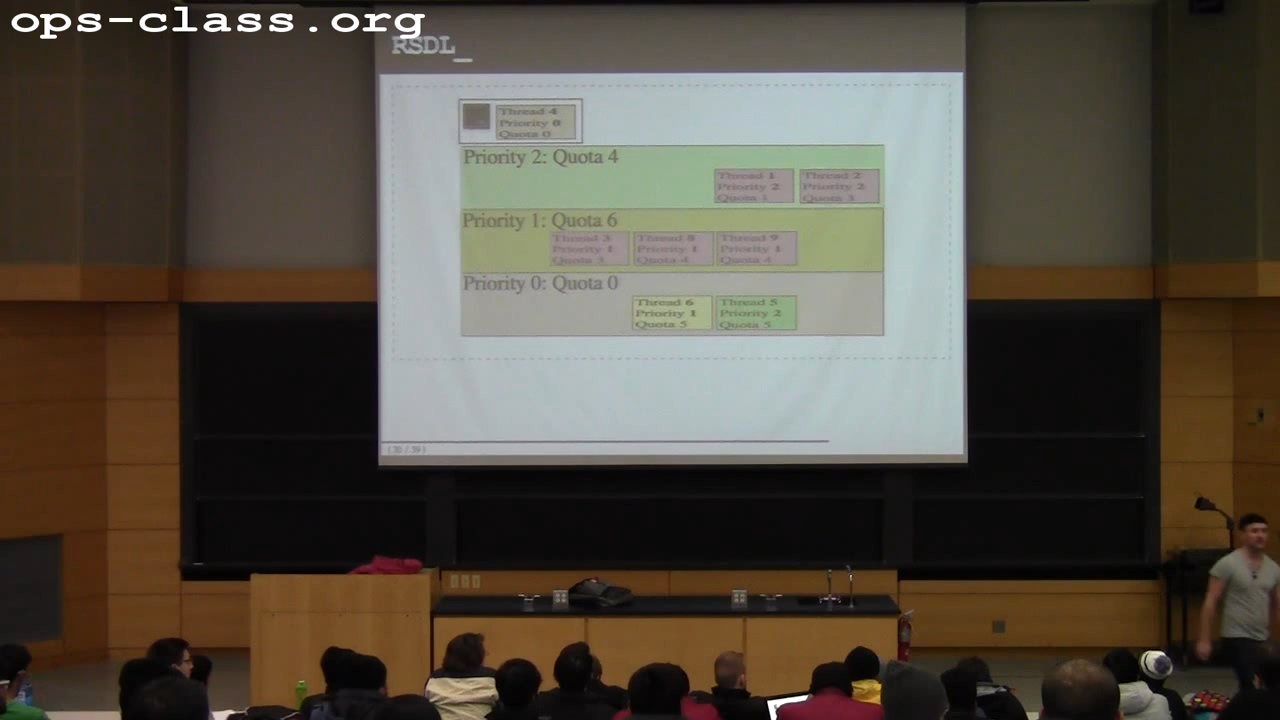 ops-class.org
RSDL_
Thread 4
Priority 0
Quota 0
Priority 2: Quota 4
Thread 1
Priority 2
Quota 1
Thread 2
Priority 2
Quota 3
Priority 1: Quota 6
Thread 3
Priority 1
Quota 3
Thread 8
Priority 1
Quota 4
Thread 9
Priority 1
Quota 4
Priority 0: Quota 0
Thread 6
Priority 1
Quota 5
Thread 5
Priority 2
Quota 5